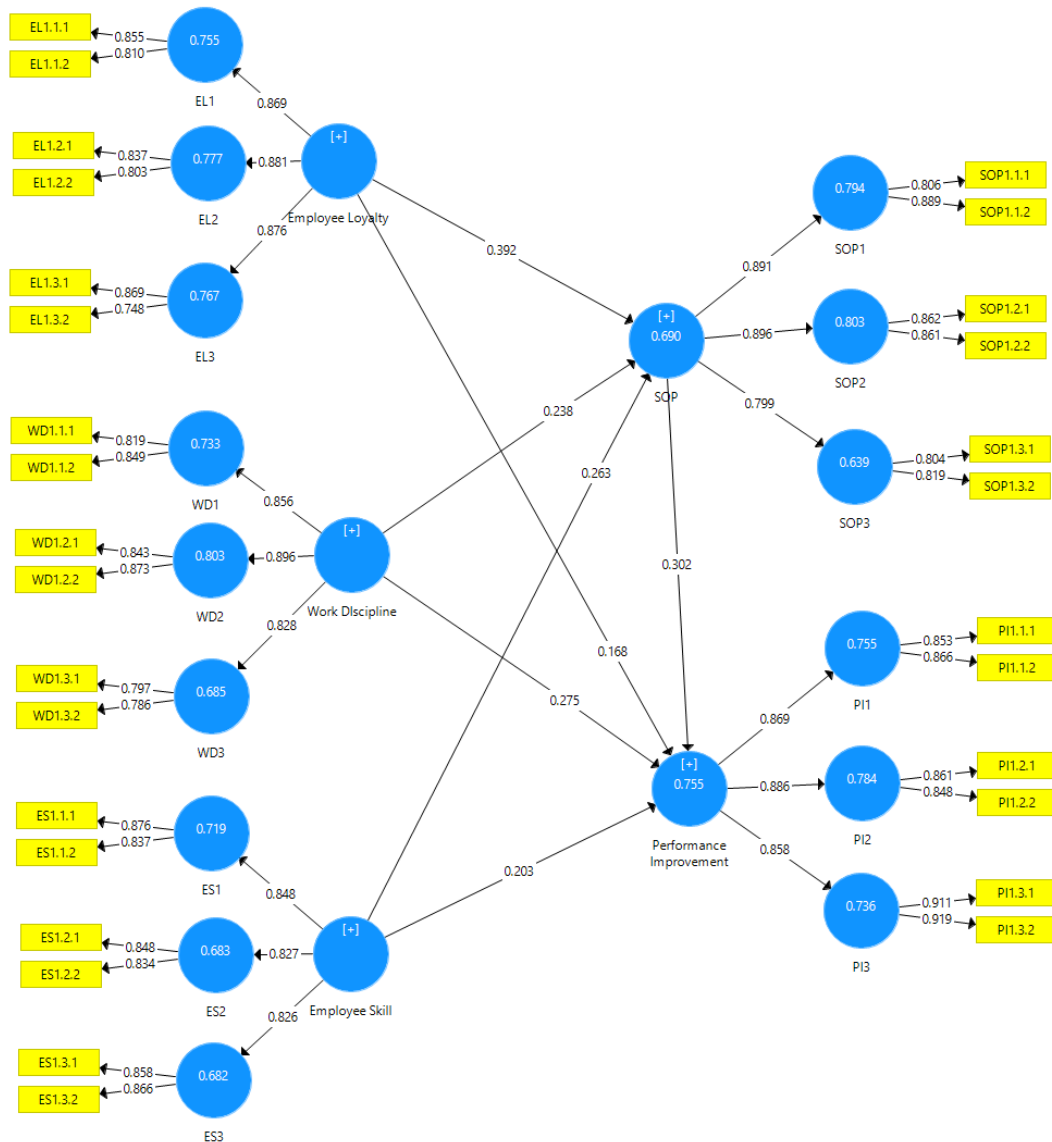 EL1.1.1
0.855
0.755
EL1.1.2
0.810
EL1
0.869
EL1.2.1
0.837
0.777
EL1.2.2
0.803
EL2
0.881
[+]
Employee Loyalty
0.876
EL1.3.1
0.869
0.767
EL1.3.2
0.748
EL3
0.392
0.168
WD1.1.1
0.819
0.733
WD1.1.2
0.849
WD1
0.856
WD1.2.1
0.843
0.803
WD1.2.2
0.873
WD2
0.896
[+]
Work DIscipline
0.828
WD1.3.1
0.797
0.685
WD1.3.2
0.786
WD3
0.238
0.275
ES1.1.1
0.876
0.719
ES1.1.2
0.837
ES1
0.848
ES1.2.1
0.848
0.683
ES1.2.2
0.834
ES2
0.827
[+]
Employee Skill
0.826
ES1.3.1
0.858
0.682
ES1.3.2
0.866
ES3
0.263
0.203
[+]
0.690
SOP
0.302
0.891
0.794
SOP1
0.806
SOP1.1.1
0.889
SOP1.1.2
0.896
0.803
SOP2
0.862
SOP1.2.1
0.861
SOP1.2.2
0.799
0.639
SOP3
0.804
SOP1.3.1
0.819
SOP1.3.2
[+]
0.755
Performance
Improvement
0.869
0.755
PI1
0.853
PI1.1.1
0.866
PI1.1.2
0.886
0.784
PI2
0.861
PI1.2.1
0.848
PI1.2.2
0.858
0.736
PI3
0.911
PI1.3.1
0.919
PI1.3.2